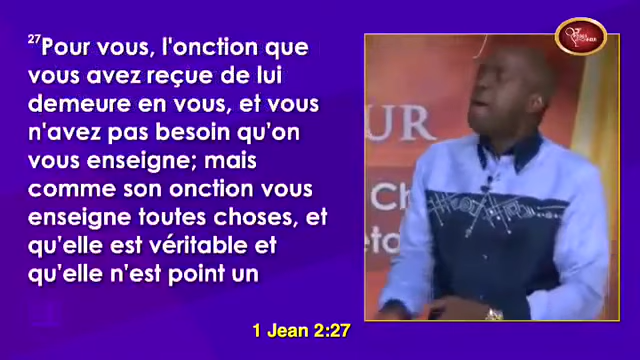 27Pour vous, l'onction que
vous avez reçue de lui
demeure en vous, et vous
n'avez pas besoin qu'on
vous enseigne; mais
comme son onction vous
enseigne toutes choses, et
qu'elle est véritable et
qu'elle n'est point un
UR
Ch
1 Jean 2:27